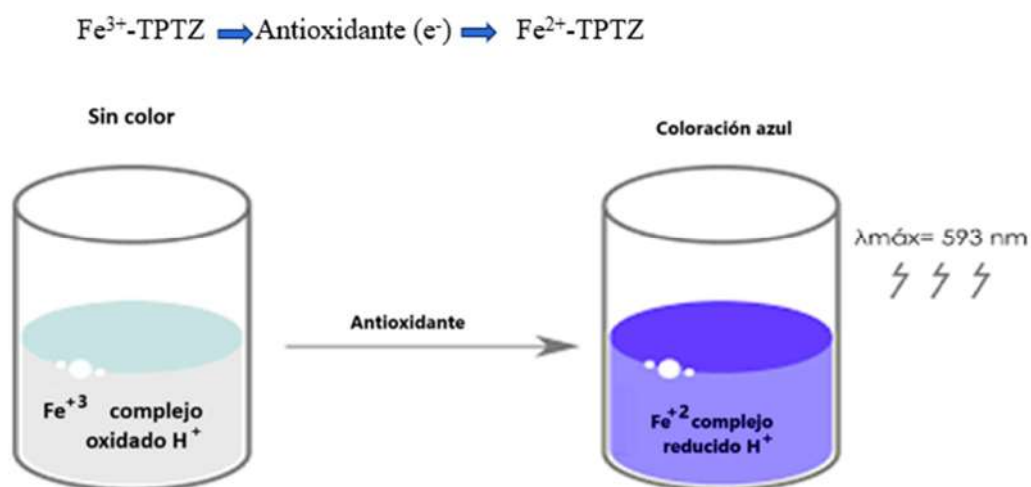 Fe³⁺-TPTZ ➡ Antioxidante (e⁻) ➡ Fe²⁺-TPTZ
Sin color
Coloración azul
λmáx= 593 nm
Antioxidante
Fe⁺³ complejo
oxidado H⁺
Fe⁺² complejo
reducido H⁺